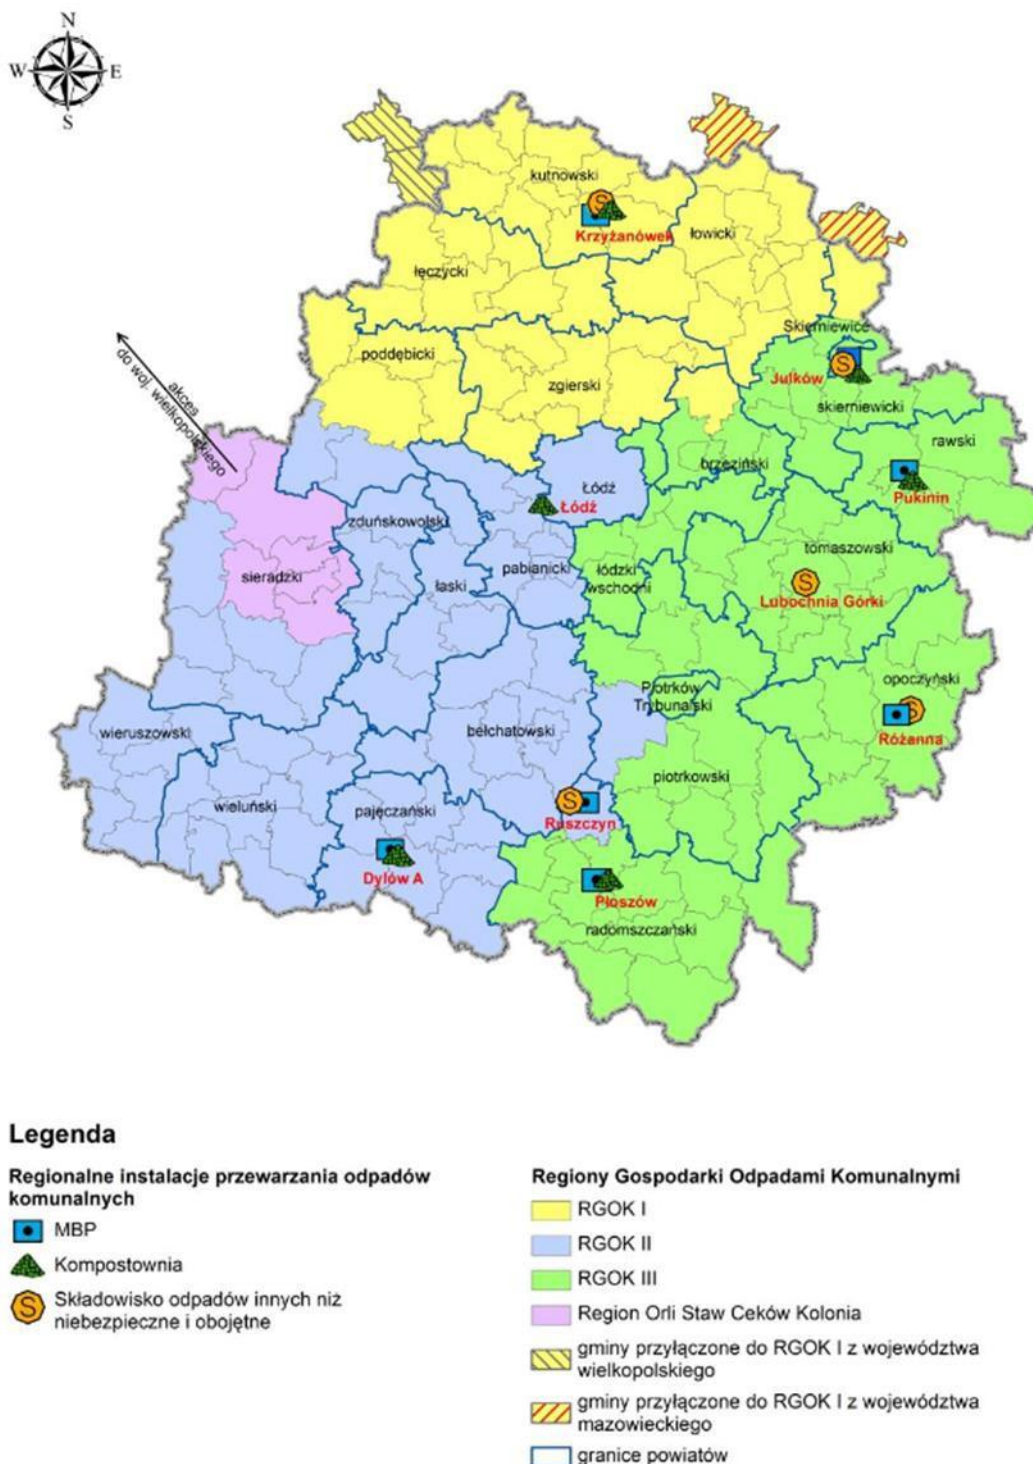 N
W E
S
kutnowski
S
Krzyżanówek
łowicki
łęczycki
Skierniewice
poddębicki
S
zgierski
Julków
akces
do woj. wielkopolskiego
skierniewicki
rawski
brzeziński
Łódź
Pukinin
Łódź
zduńskowolski
tomaszowski
pabianicki
łódzki
wschodni
sieradzki
łaski
S
Lubochnia Górki
opoczyński
Piotrków
Trybunalski
S
wieruszowski
bełchatowski
Różanna
piotrkowski
wieluński
pajęczański
S
Ruszczyn
Dylów A
Płoszów
radomszczański
Legenda
Regionalne instalacje przewarzania odpadów
komunalnych
MBP
Kompostownia
S
Składowisko odpadów innych niż
niebezpieczne i obojętne
Regiony Gospodarki Odpadami Komunalnymi
RGOK I
RGOK II
RGOK III
Region Orli Staw Ceków Kolonia
gminy przyłączone do RGOK I z województwa
wielkopolskiego
gminy przyłączone do RGOK I z województwa
mazowieckiego
granice powiatów